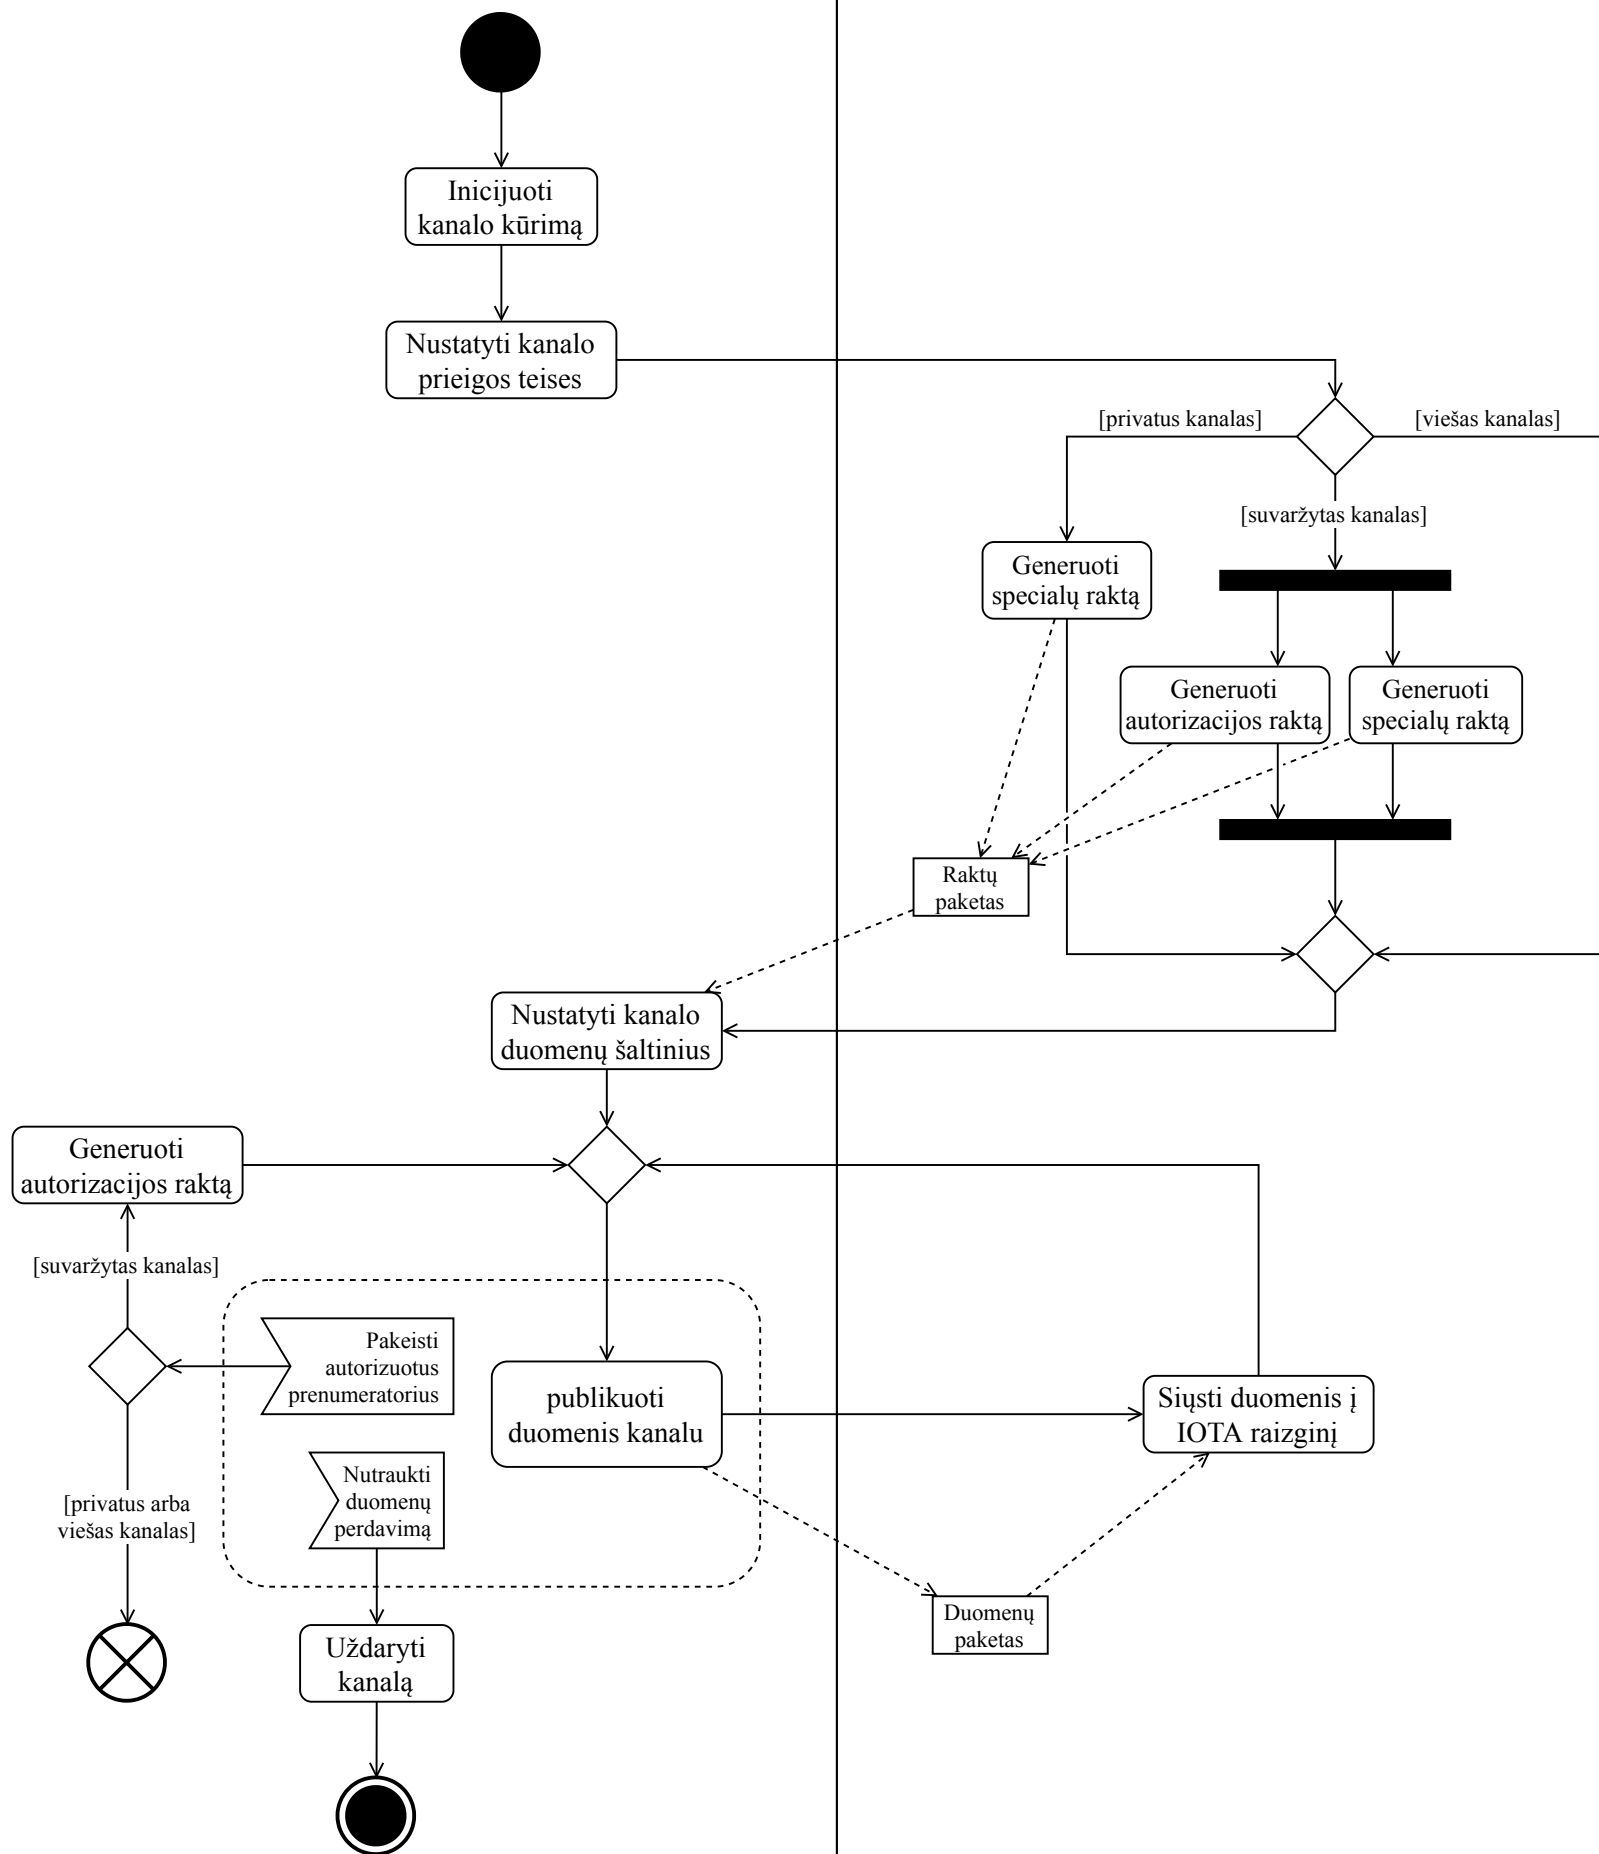 Inicijuoti
kanalo kūrimą
Nustatyti kanalo
prieigos teises
[privatus kanalas]
[viešas kanalas]
[suvaržytas kanalas]
Generuoti
specialų raktą
Generuoti
autorizacijos raktą
Generuoti
specialų raktą
Raktų
paketas
Nustatyti kanalo
duomenų šaltinius
Generuoti
autorizacijos raktą
[suvaržytas kanalas]
Pakeisti
autorizuotus
prenumeratorius
publikuoti
duomenis kanalu
Siųsti duomenis į
IOTA raizginį
Nutraukti
duomenų
perdavimą
[privatus arba
viešas kanalas]
Duomenų
paketas
Uždaryti
kanalą